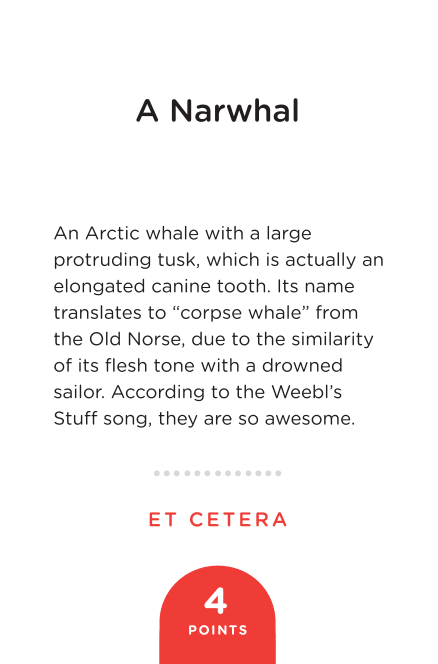 A Narwhal
An Arctic whale with a large
protruding tusk, which is actually an
elongated canine tooth. Its name
translates to “corpse whale” from
the Old Norse, due to the similarity
of its flesh tone with a drowned
sailor. According to the Weebl’s
Stuff song, they are so awesome.
ET CETERA
4
POINTS